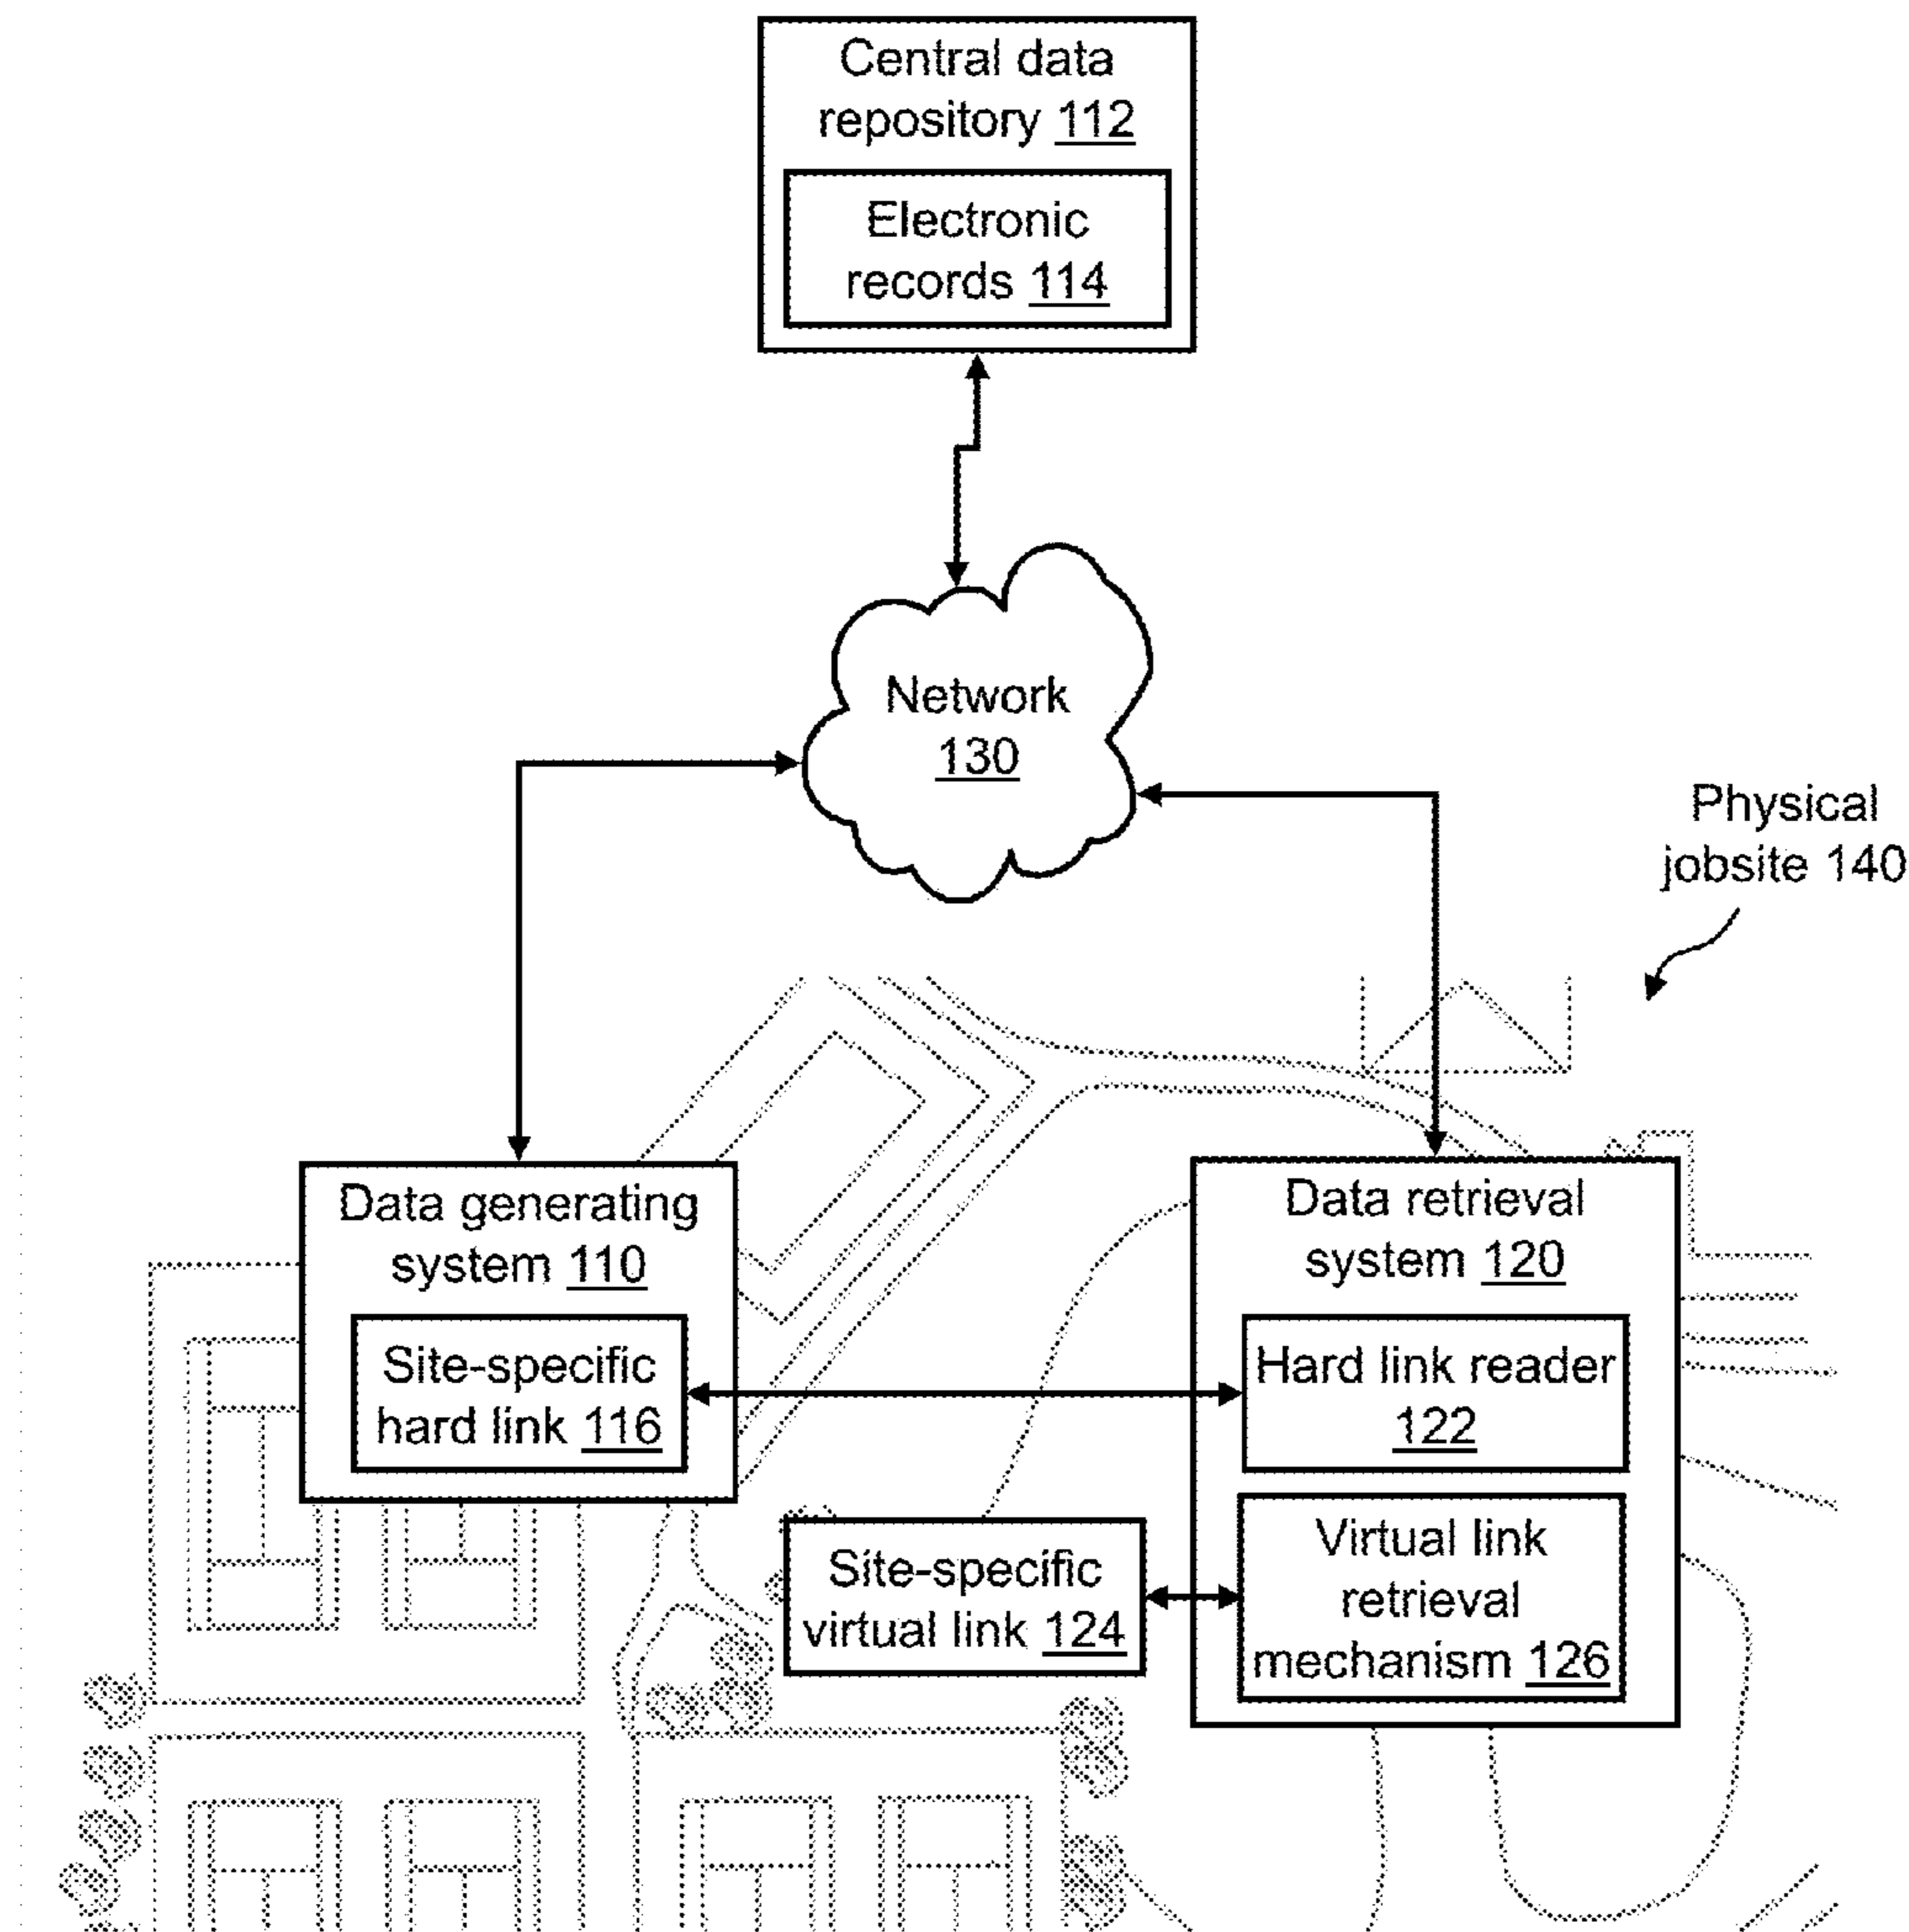 Central data
repository 112
Electronic
records 114
Network
130
Physical
jobsite 140
Data generating
system 110
Site-specific
hard link 116
Data retrieval
system 120
Hard link reader
122
Site-specific
virtual link 124
Virtual link
retrieval
mechanism 126